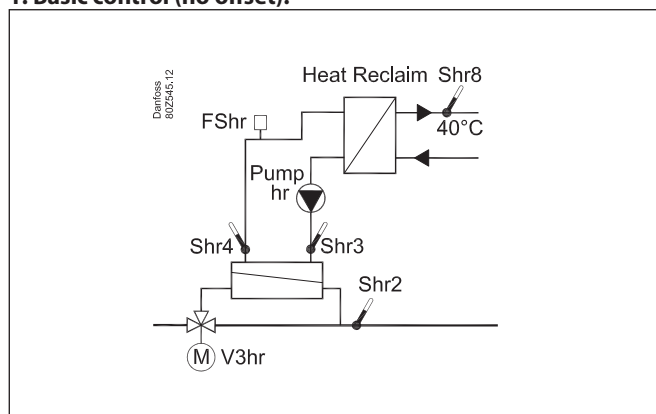 1. Basic control (no offset):
Danfoss
80Z545.12
Heat Reclaim
Shr8
FShr
40°C
Pump
hr
Shr4
Shr3
Shr2
M
V3hr